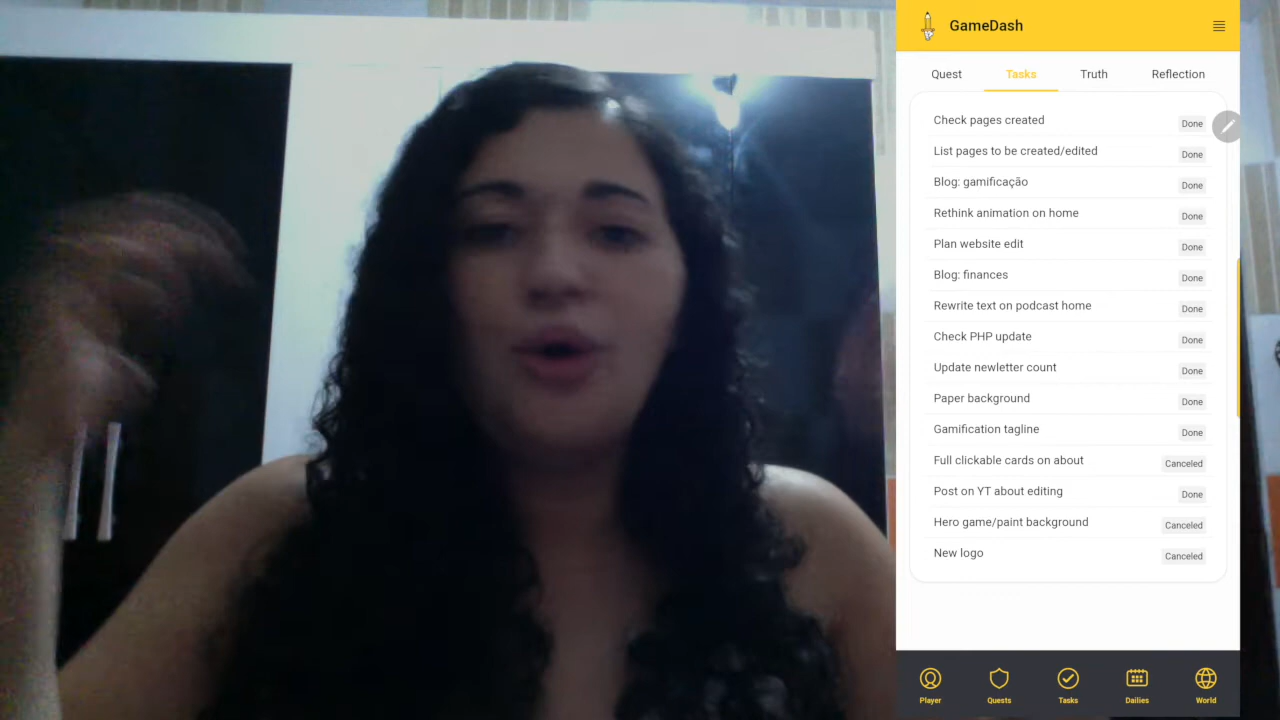 GameDash
Quest Tasks Truth Reflection
Check pages created Done
List pages to be created/edited Done
Blog: gamificação Done
Rethink animation on home Done
Plan website edit Done
Blog: finances Done
Rewrite text on podcast home Done
Check PHP update Done
Update newletter count Done
Paper background Done
Gamification tagline Done
Full clickable cards on about Canceled
Post on YT about editing Done
Hero game/paint background Canceled
New logo Canceled
Player Quests Tasks Dailies World